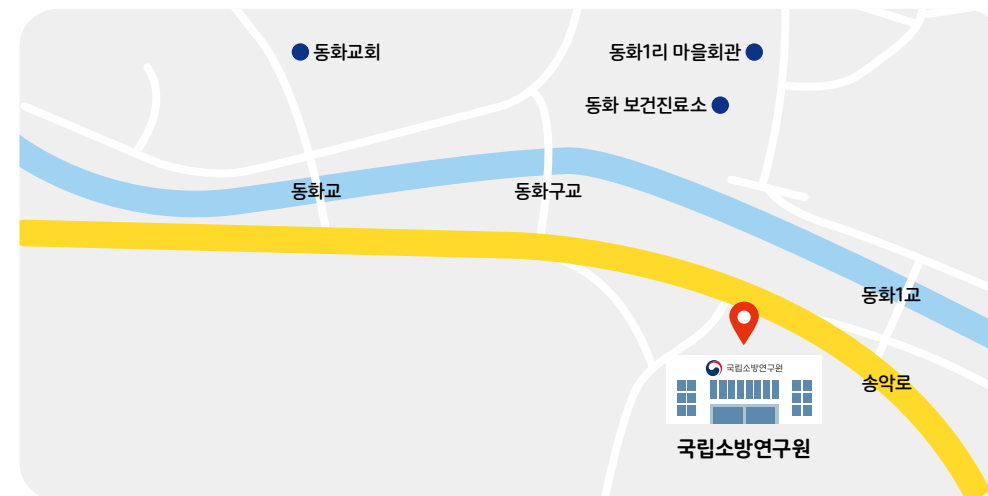 동화교회
동화1리 마을회관
동화 보건진료소
동화교
동화구교
동화1교
국립소방연구원
송악로
국립소방연구원